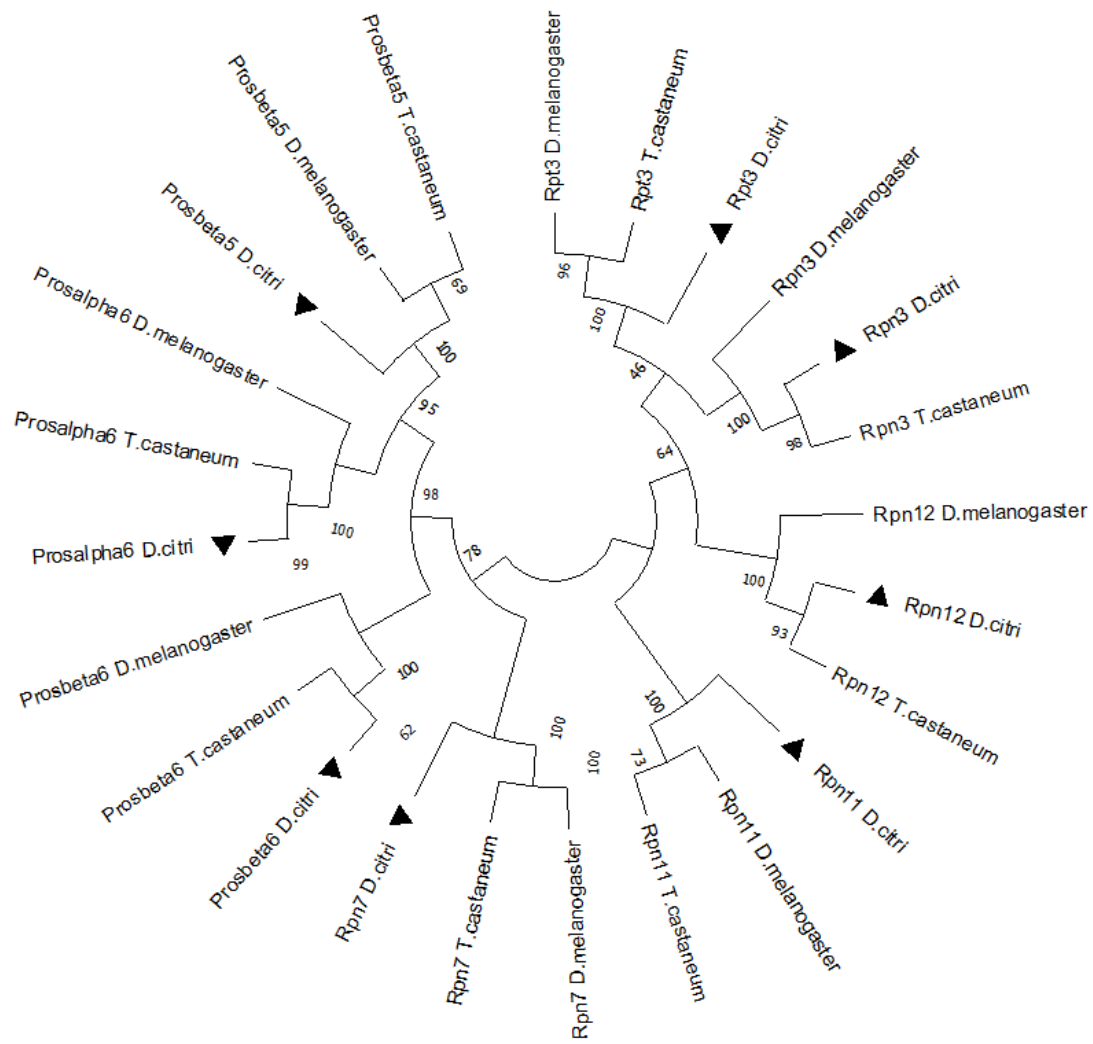 Prosbeta5 T.castaneum
Prosbeta5 D.melanogaster
Prosbeta5 D.citri
Prosalpha6 D.melanogaster
Prosalpha6 T.castaneum
Prosalpha6 D.citri
Prosbeta6 D.melanogaster
Prosbeta6 T.castaneum
Prosbeta6 D.citri
Rpn7 D.citri
Rpn7 T.castaneum
Rpn7 D.melanogaster
Rpn11 T.castaneum
Rpn11 D.melanogaster
Rpn11 D.citri
Rpn12 T.castaneum
Rpn12 D.citri
Rpn12 D.melanogaster
Rpn3 T.castaneum
Rpn3 D.citri
Rpn3 D.melanogaster
Rpt3 D.citri
Rpt3 T.castaneum
Rpt3 D.melanogaster
69
100
95
100
99
98
78
100
62
100
100
73
100
93
100
64
98
100
46
100
96